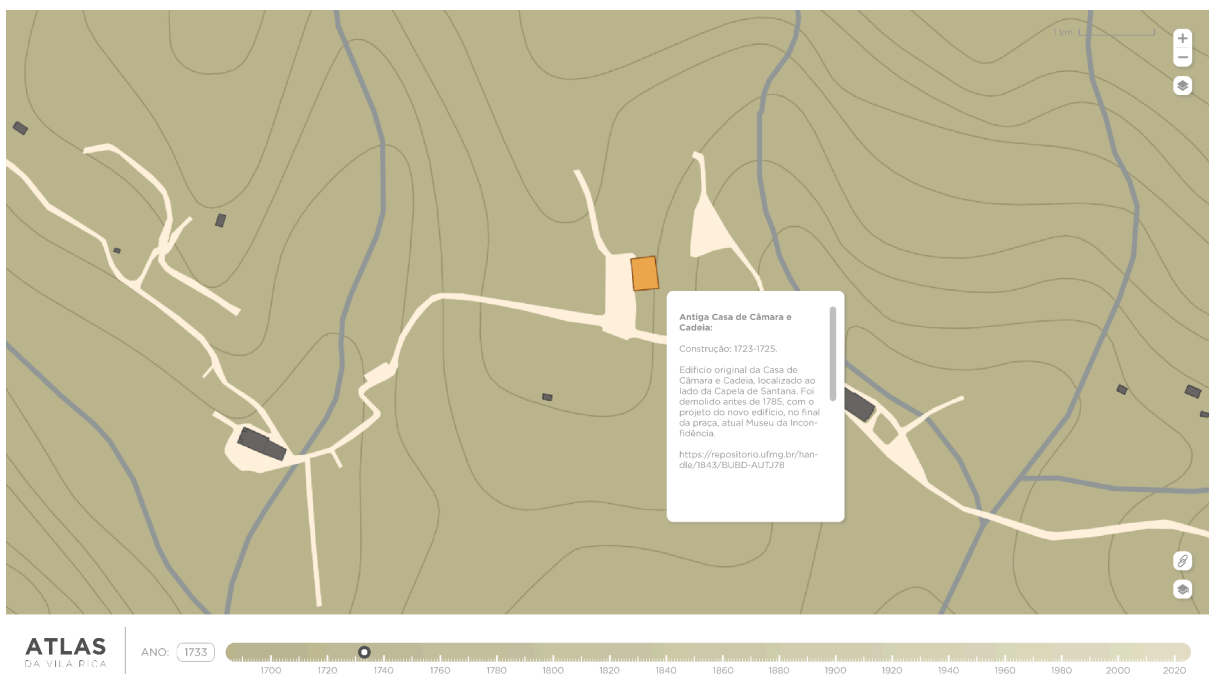 1 km
+
−
Antiga Casa de Câmara e
Cadeia:
Construção: 1723-1725.
Edifício original da Casa de
Câmara e Cadeia, localizado ao
lado da Capela de Santana. Foi
demolido antes de 1785, com o
projeto do novo edifício, no final
da praça, atual Museu da Incon-
fidência.
https://repositorio.ufmg.br/han-
dle/1843/BUBD-AUTJ78
ATLAS
DA VILA RICA
ANO: 1733
1700 1720 1740 1760 1780 1800 1820 1840 1860 1880 1900 1920 1940 1960 1980 2000 2020